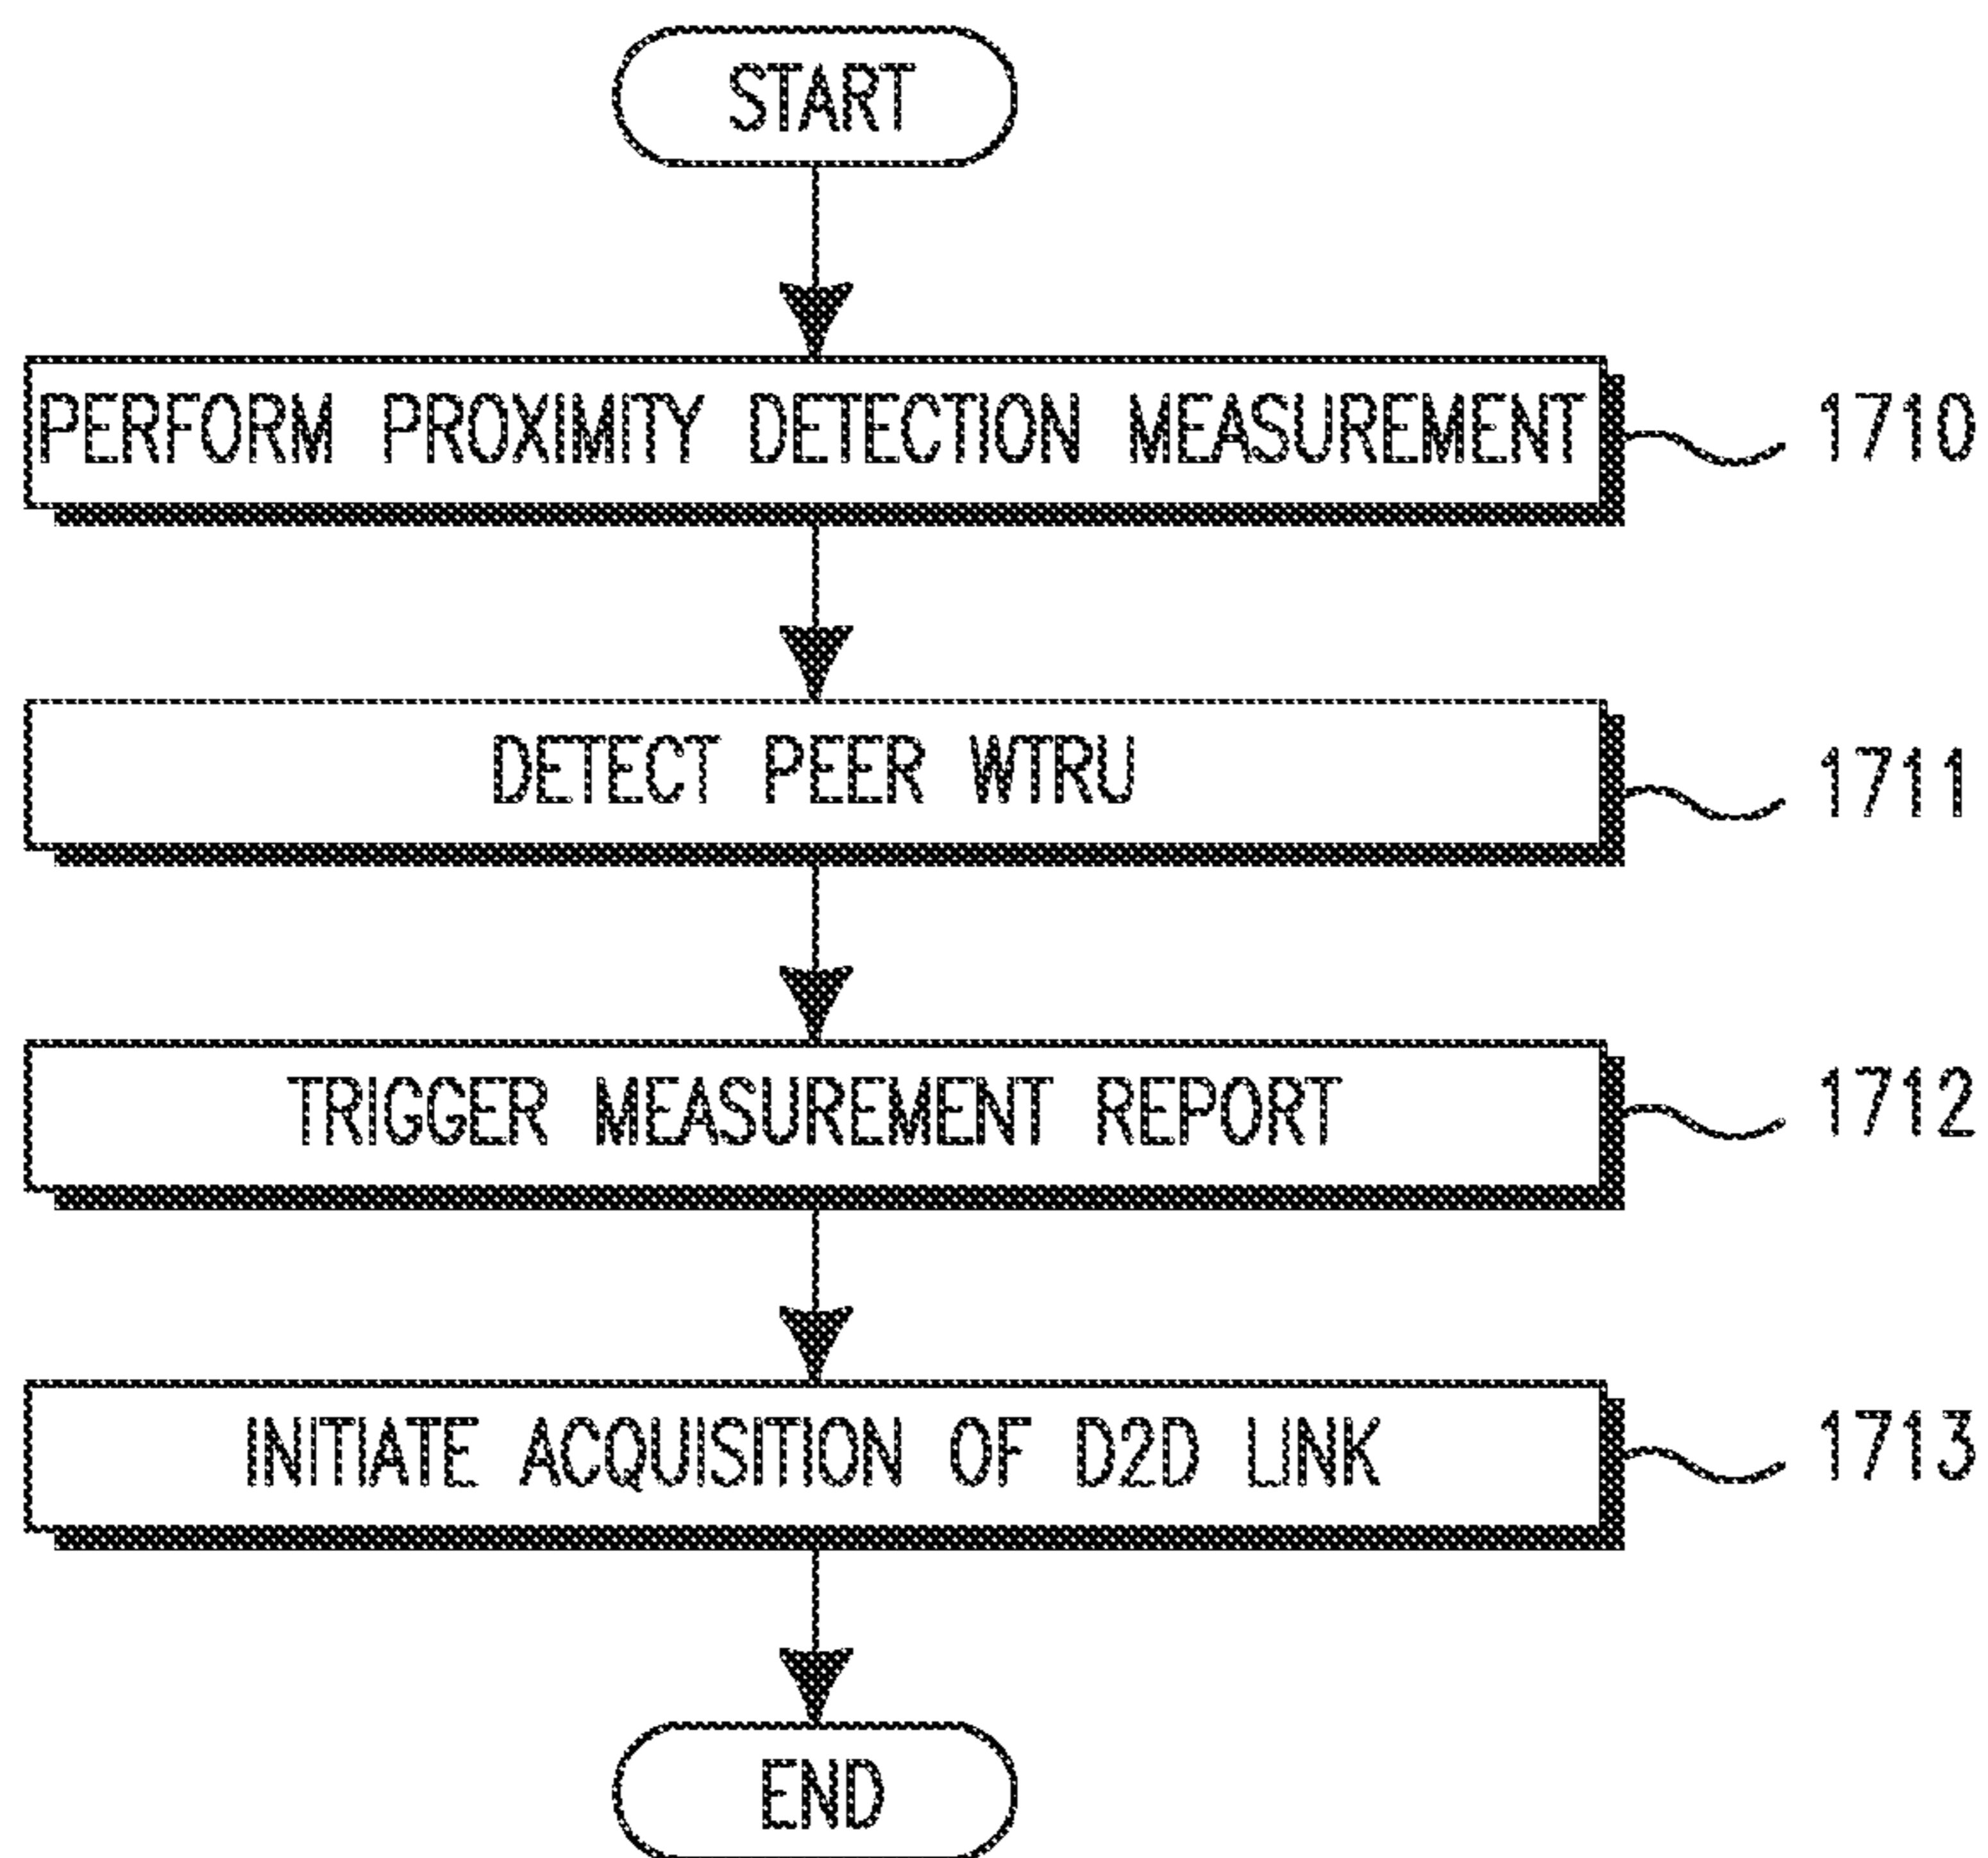 START
PERFORM PROXIMITY DETECTION MEASUREMENT 1710
DETECT PEER WTRU 1711
TRIGGER MEASUREMENT REPORT 1712
INITIATE ACQUISITION OF D2D LINK 1713
END